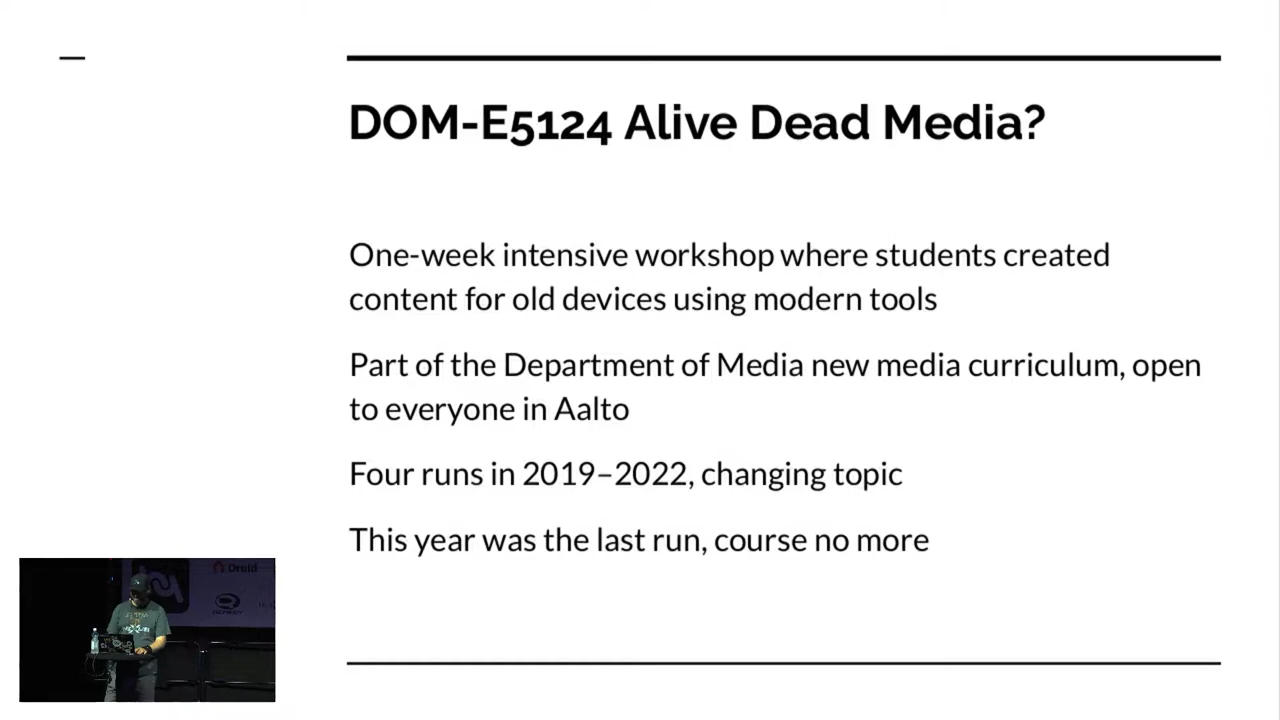 DOM-E5124 Alive Dead Media?
One-week intensive workshop where students created
content for old devices using modern tools
Part of the Department of Media new media curriculum, open
to everyone in Aalto
Four runs in 2019–2022, changing topic
This year was the last run, course no more
Druid